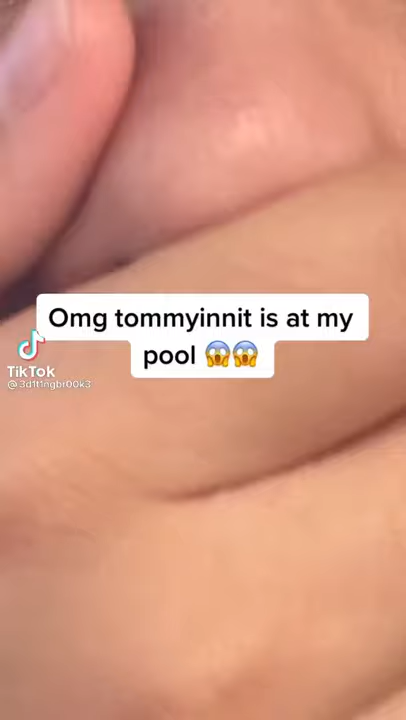 Omg tommyinnit is at my
pool 😱😱
TikTok
@3d1t1ngbr00k3